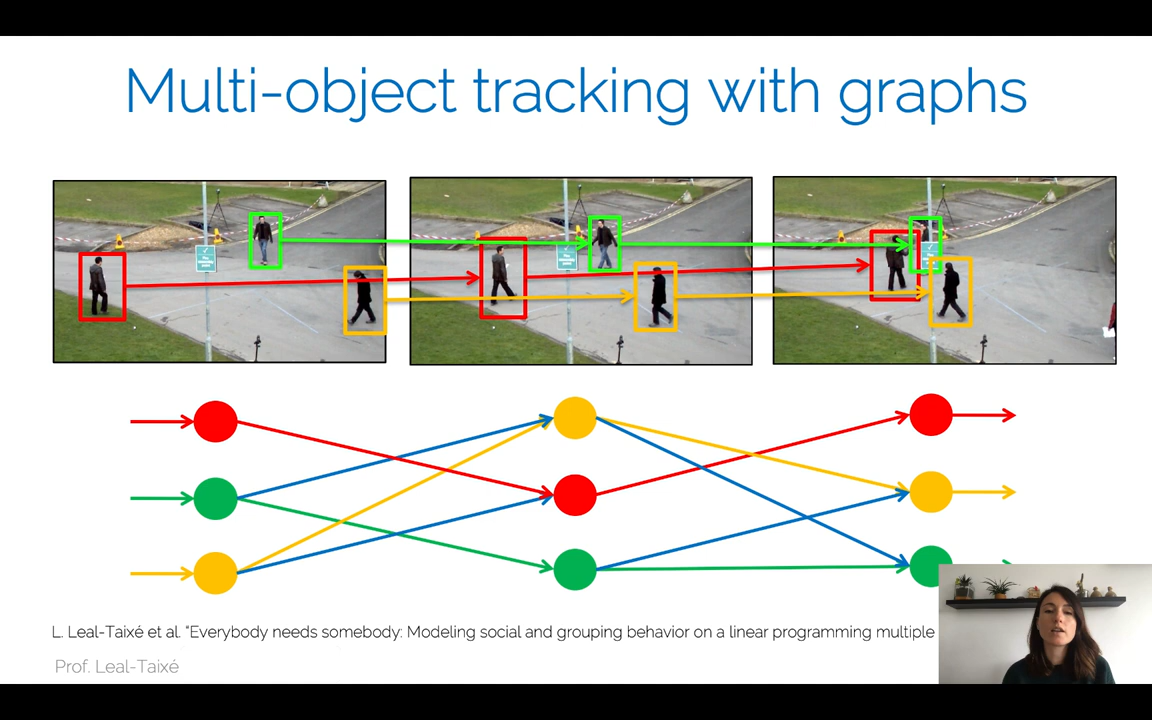 Multi-object tracking with graphs
L. Leal-Taixé et al. “Everybody needs somebody: Modeling social and grouping behavior on a linear programming multiple
Prof. Leal-Taixé